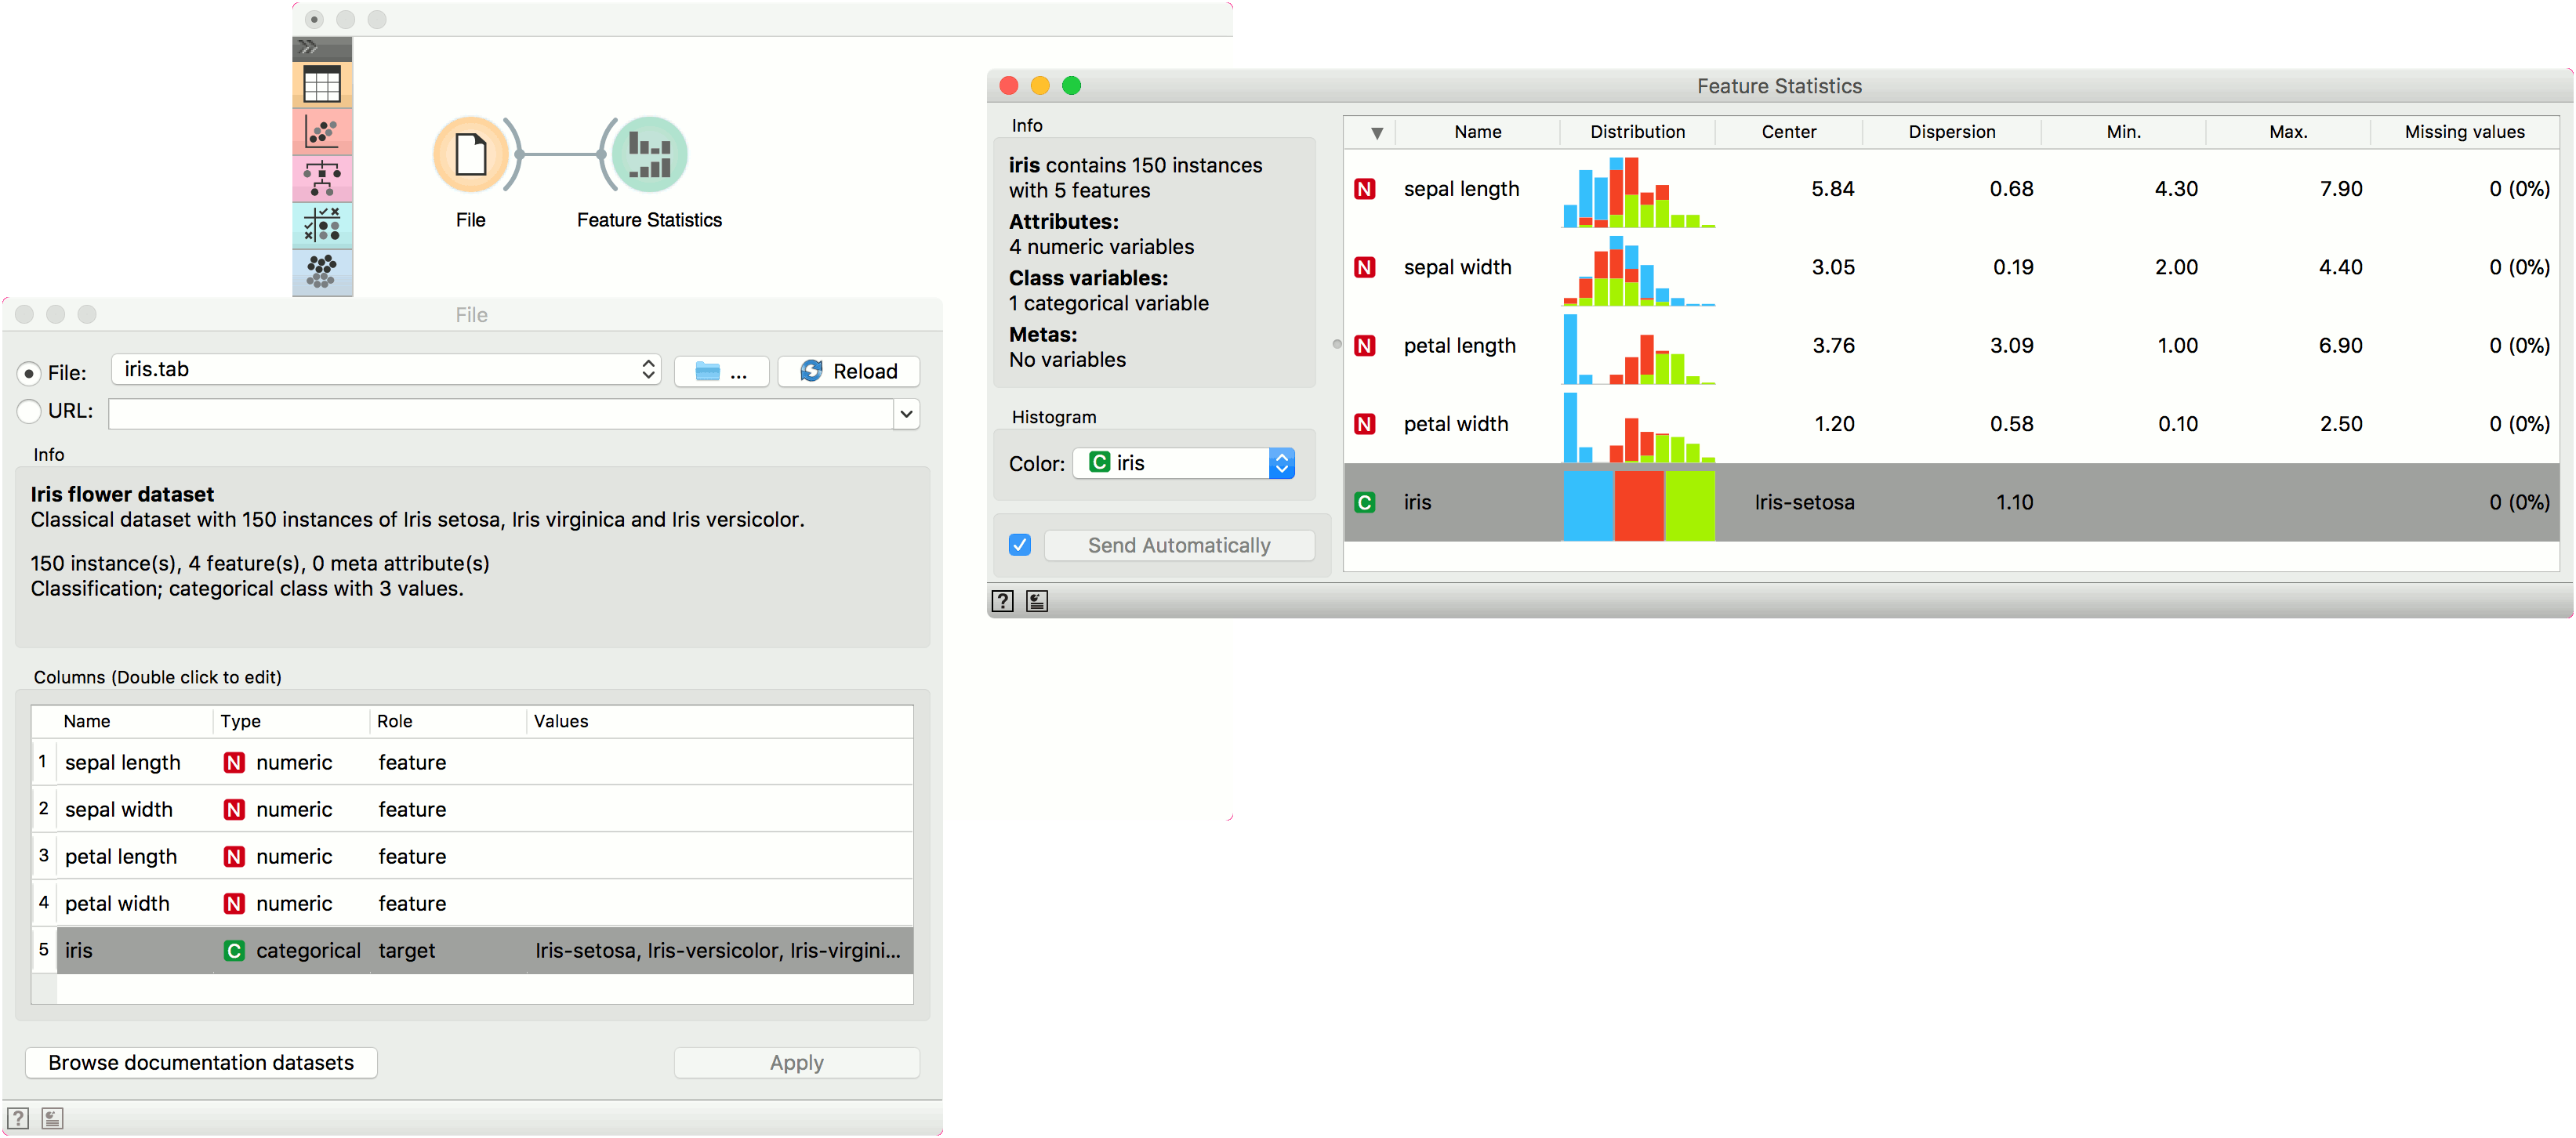 File
Feature Statistics
File
File:
iris.tab
...
Reload
URL:
Info
Iris flower dataset
Classical dataset with 150 instances of Iris setosa, Iris virginica and Iris versicolor.
150 instance(s), 4 feature(s), 0 meta attribute(s)
Classification; categorical class with 3 values.
Columns (Double click to edit)
Name Type Role Values
1 sepal length N numeric feature
2 sepal width N numeric feature
3 petal length N numeric feature
4 petal width N numeric feature
5 iris C categorical target Iris-setosa, Iris-versicolor, Iris-virgini...
Browse documentation datasets
Apply
?
Feature Statistics
Info
iris contains 150 instances
with 5 features
Attributes:
4 numeric variables
Class variables:
1 categorical variable
Metas:
No variables
Histogram
Color: C iris
Send Automatically
?
Name Distribution Center Dispersion Min. Max. Missing values
N sepal length 5.84 0.68 4.30 7.90 0 (0%)
N sepal width 3.05 0.19 2.00 4.40 0 (0%)
N petal length 3.76 3.09 1.00 6.90 0 (0%)
N petal width 1.20 0.58 0.10 2.50 0 (0%)
C iris Iris-setosa 1.10 0 (0%)